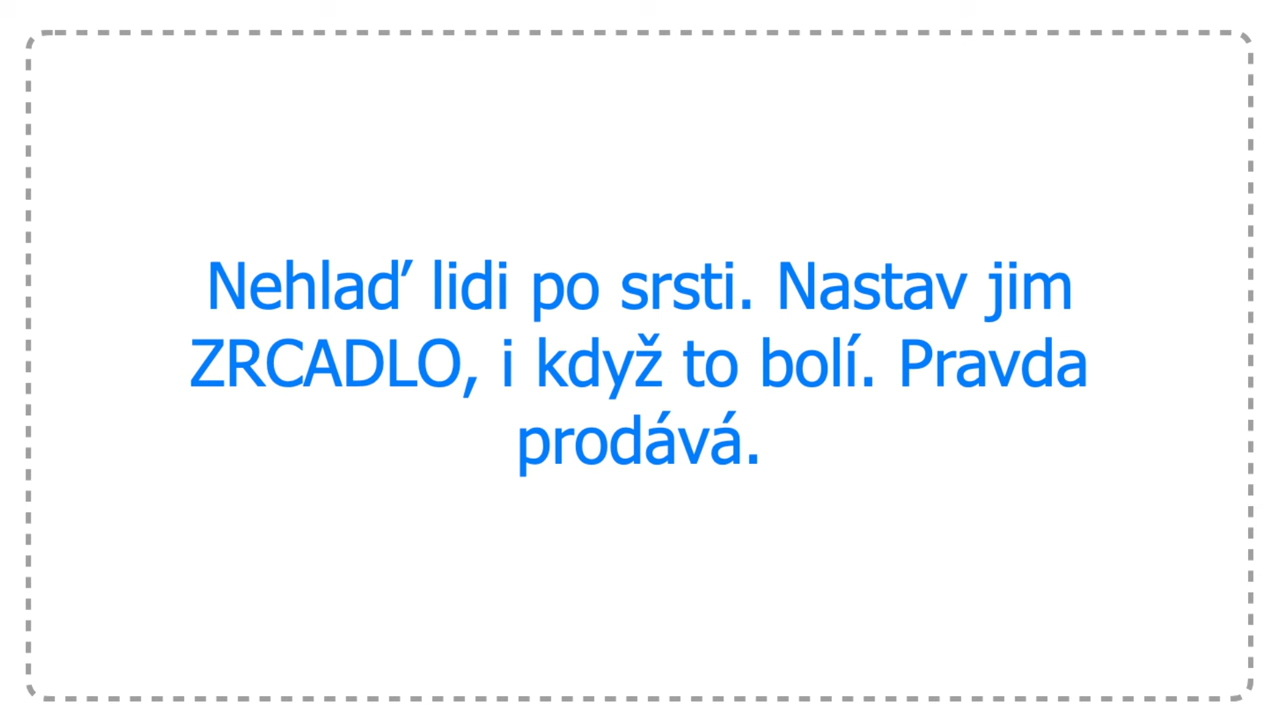 Nehlaď lidi po srsti. Nastav jim
ZRCADLO, i když to bolí. Pravda
prodává.